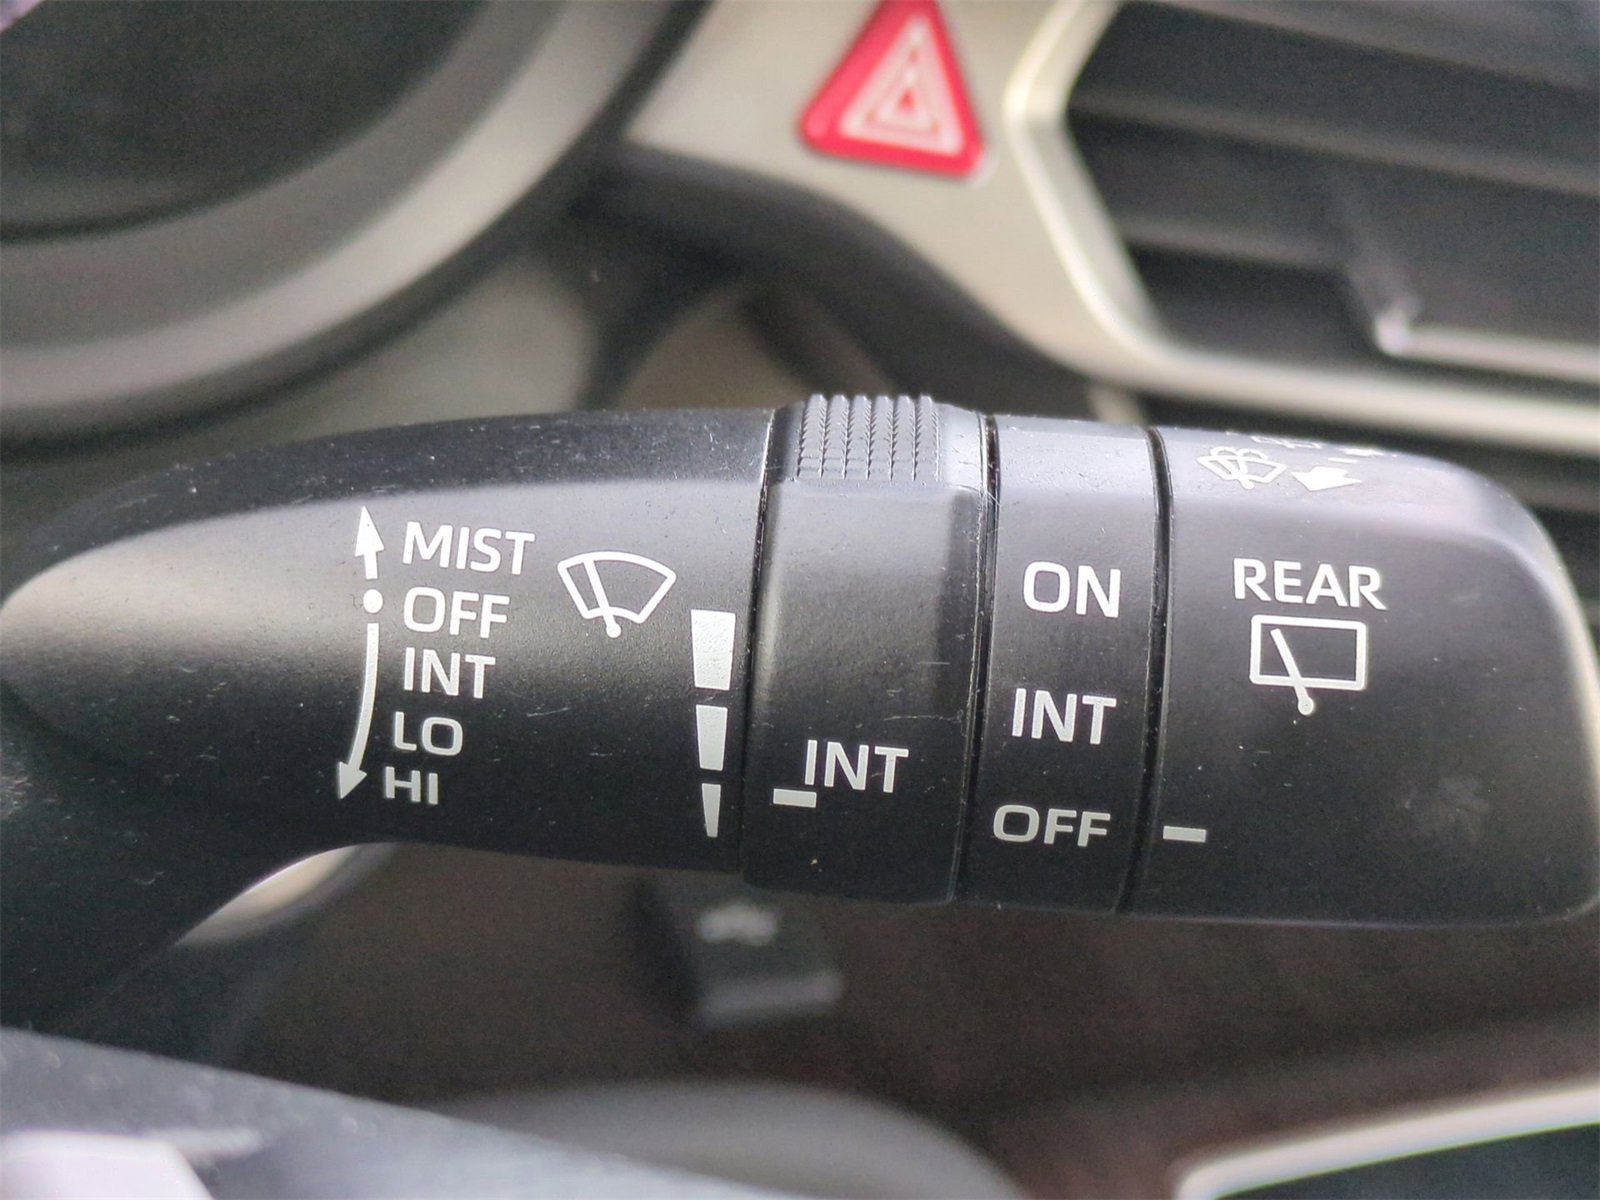 MIST
OFF
INT
LO
HI
INT
ON
INT
OFF
REAR